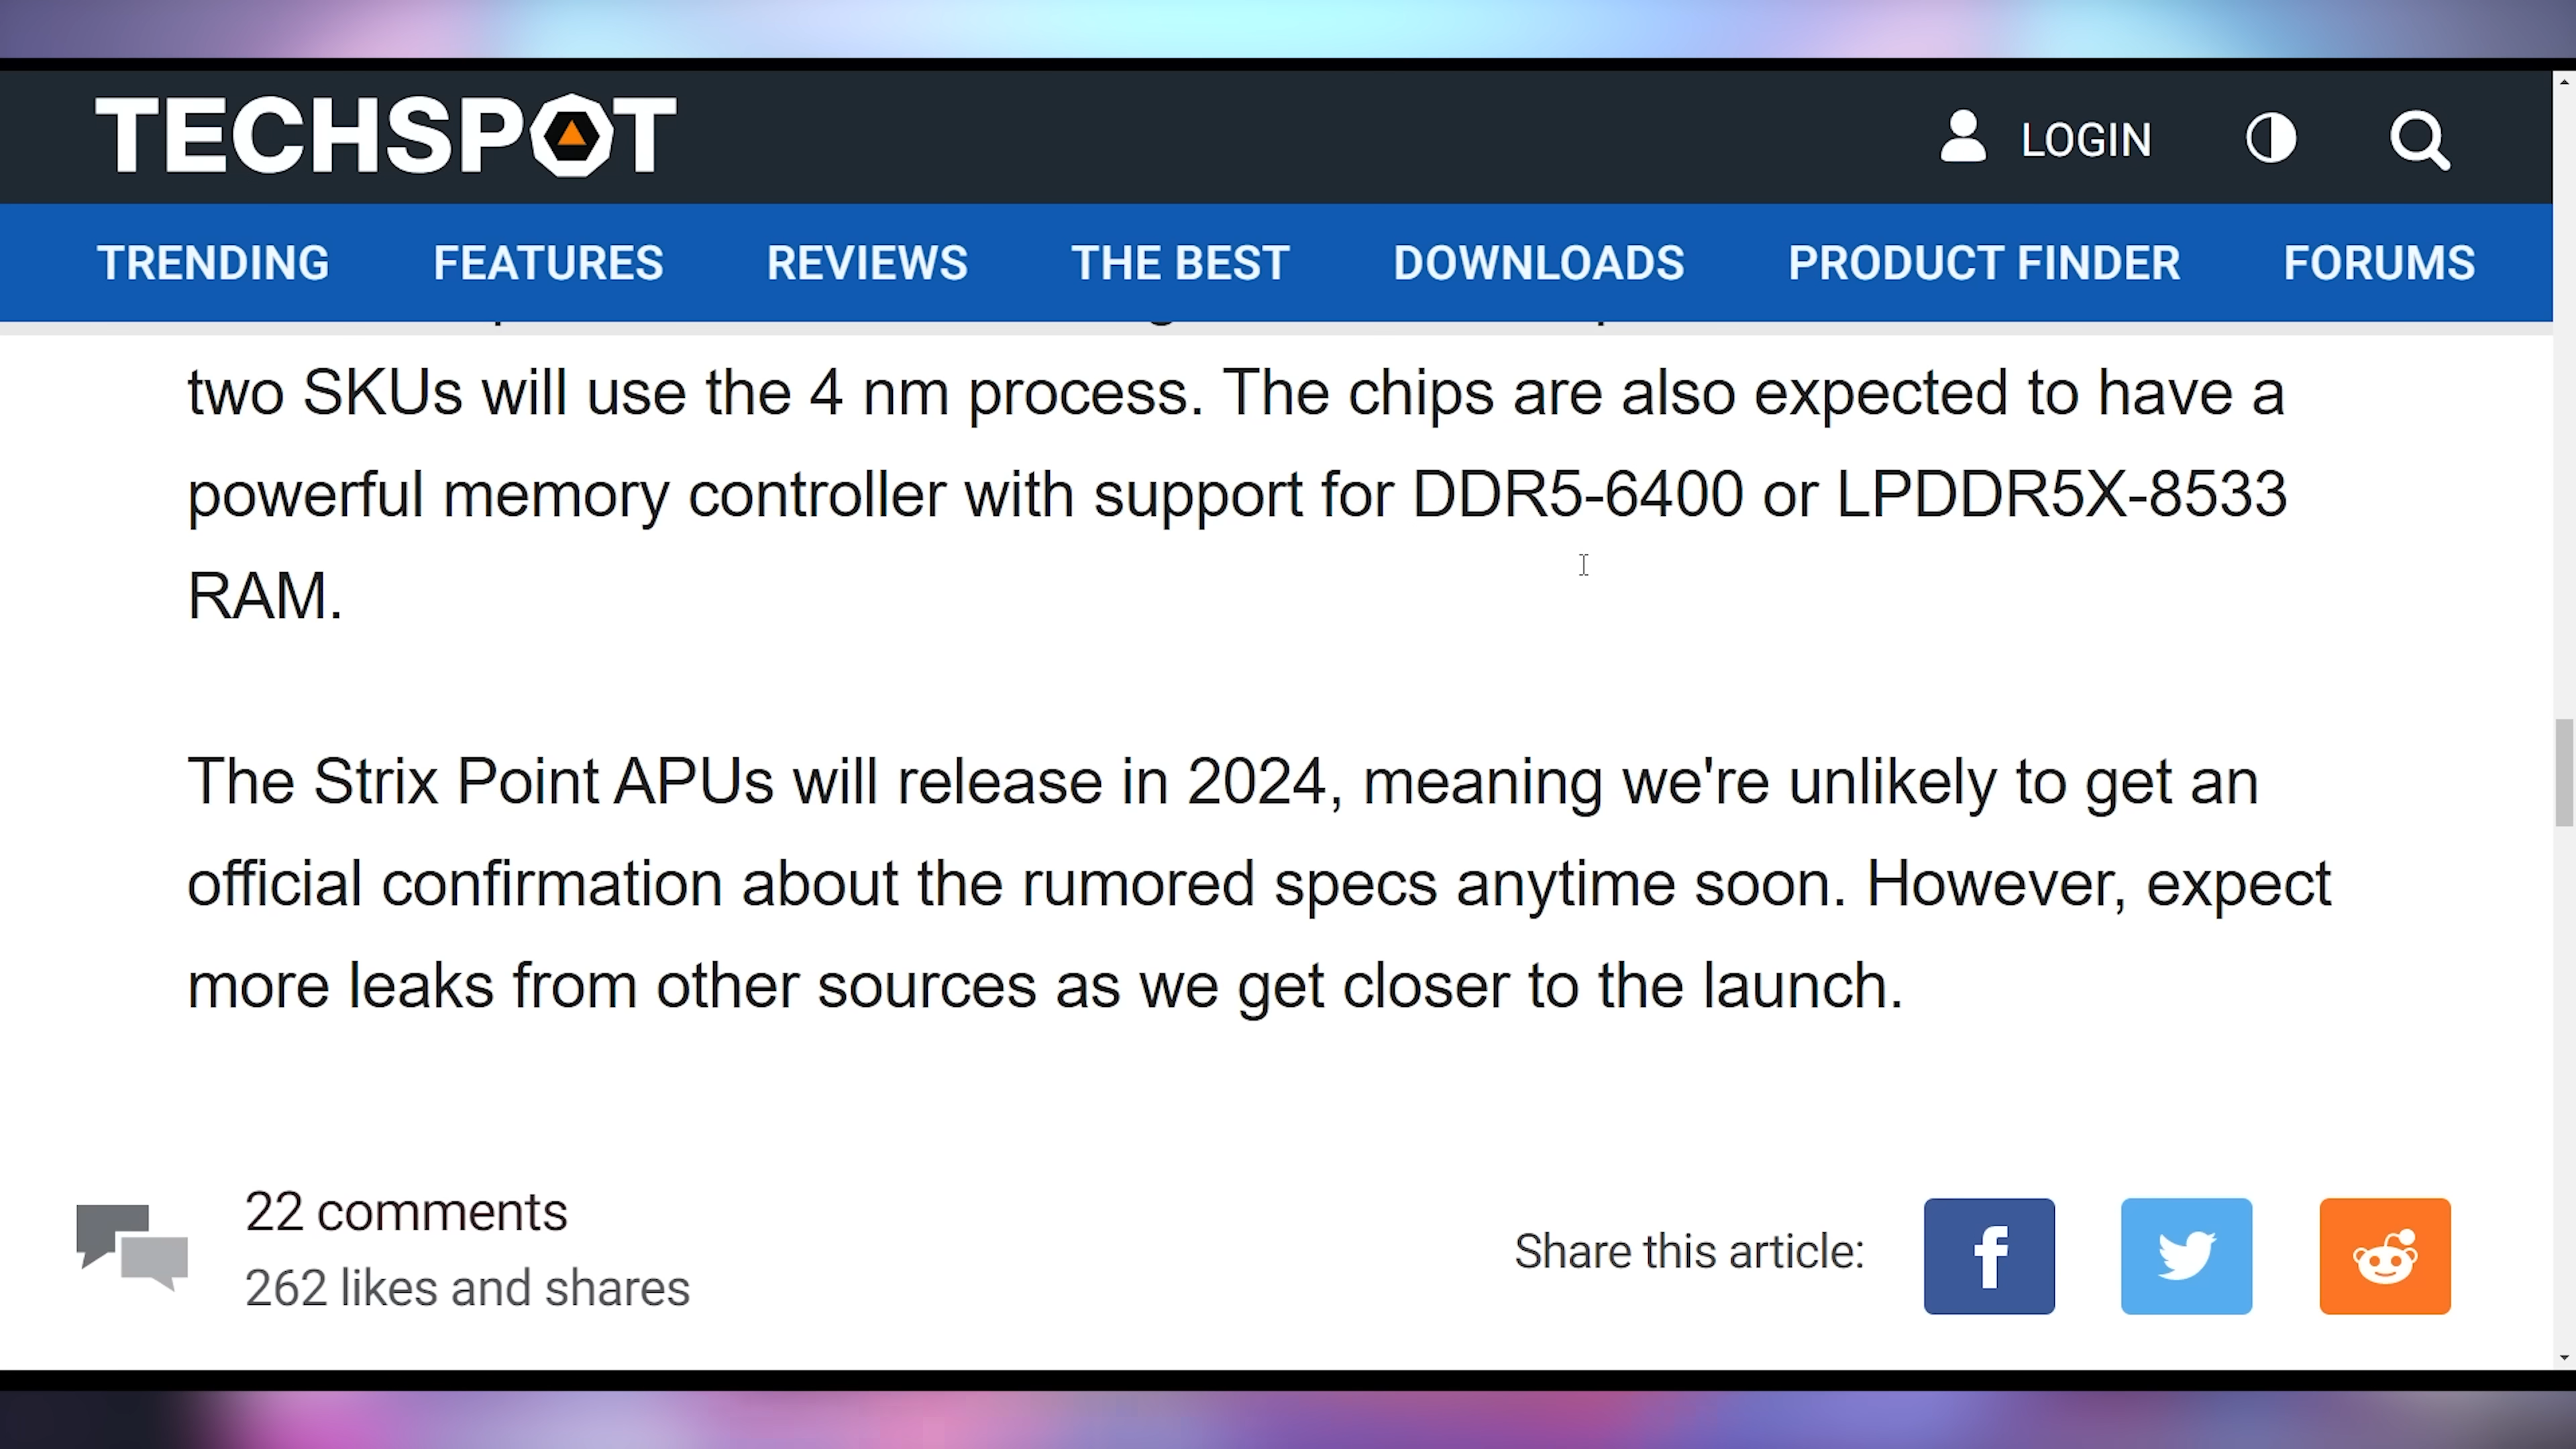 TECHSPOT
LOGIN
TRENDING FEATURES REVIEWS THE BEST DOWNLOADS PRODUCT FINDER FORUMS
two SKUs will use the 4 nm process. The chips are also expected to have a
powerful memory controller with support for DDR5-6400 or LPDDR5X-8533
RAM.
The Strix Point APUs will release in 2024, meaning we're unlikely to get an
official confirmation about the rumored specs anytime soon. However, expect
more leaks from other sources as we get closer to the launch.
22 comments
262 likes and shares
Share this article: